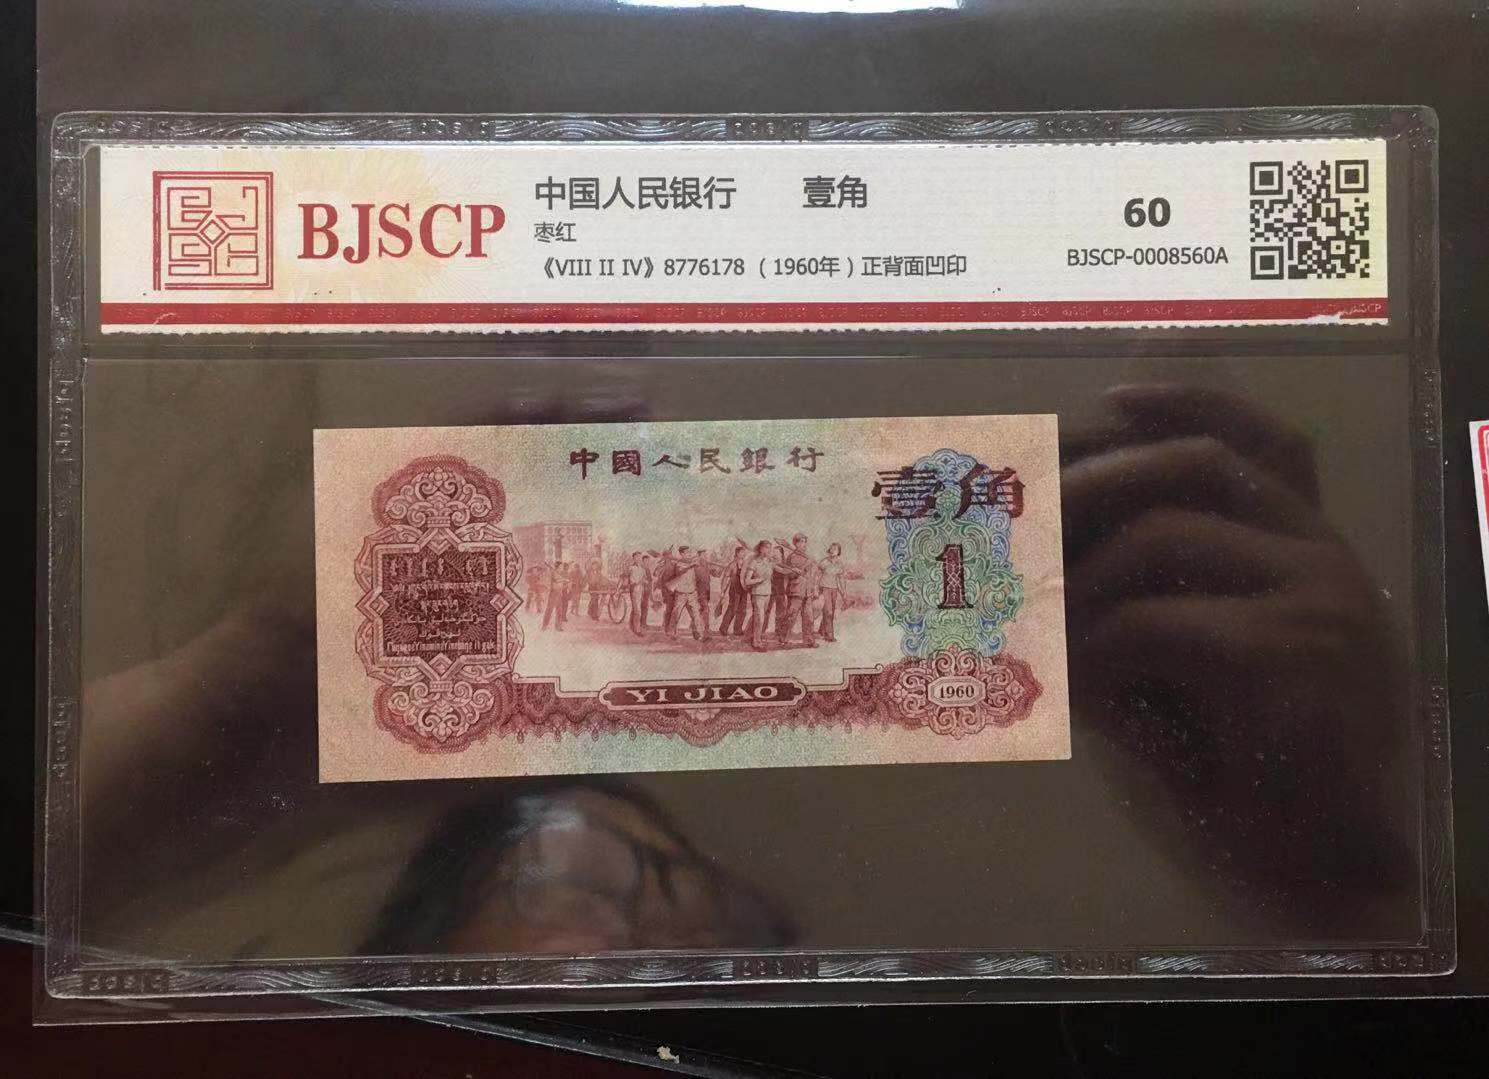 BJSCP
中国人民银行 壹角
枣红
《VIII II IV》8776178 （1960年）正背面凹印
60
BJSCP-0008560A
中國人民銀行
壹角
1
YI JIAO
1960